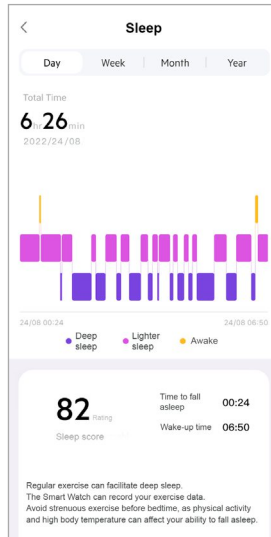 Sleep
Day Week Month Year
Total Time
6 hr 26 min
2022/24/08
24/08 00:24 24/08 06:50
Deep sleep
Lighter sleep
Awake
82 Rating
Sleep score
Time to fall asleep 00:24
Wake-up time 06:50
Regular exercise can facilitate deep sleep.
The Smart Watch can record your exercise data.
Avoid strenuous exercise before bedtime, as physical activity
and high body temperature can affect your ability to fall asleep.